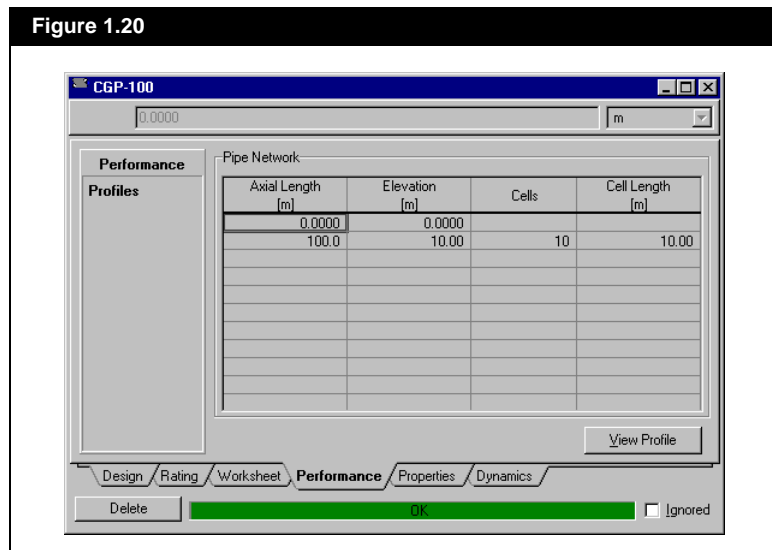 Figure 1.20
CGP-100
0.0000
m
Performance
Profiles
Pipe Network
Axial Length [m] Elevation [m] Cells Cell Length [m]
0.0000 0.0000
100.0 10.00 10 10.00
View Profile
Design Rating Worksheet Performance Properties Dynamics
Delete OK Ignored